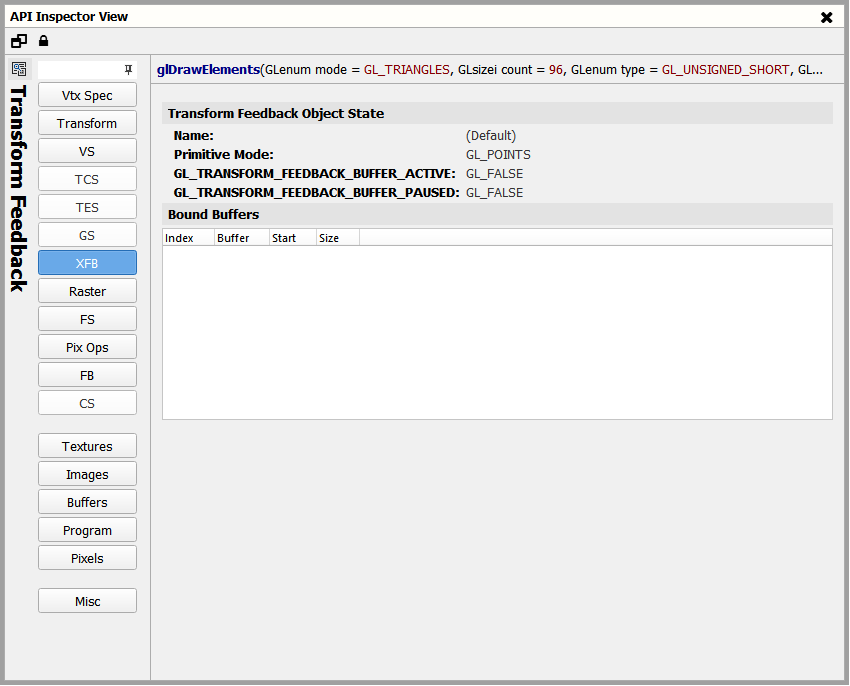 API Inspector View
glDrawElements(GLenum mode = GL_TRIANGLES, GLsizei count = 96, GLenum type = GL_UNSIGNED_SHORT, GL...
Transform Feedback
Vtx Spec
Transform
VS
TCS
TES
GS
XFB
Raster
FS
Pix Ops
FB
CS
Textures
Images
Buffers
Program
Pixels
Misc
Transform Feedback Object State
Name: (Default)
Primitive Mode: GL_POINTS
GL_TRANSFORM_FEEDBACK_BUFFER_ACTIVE: GL_FALSE
GL_TRANSFORM_FEEDBACK_BUFFER_PAUSED: GL_FALSE
Bound Buffers
Index Buffer Start Size